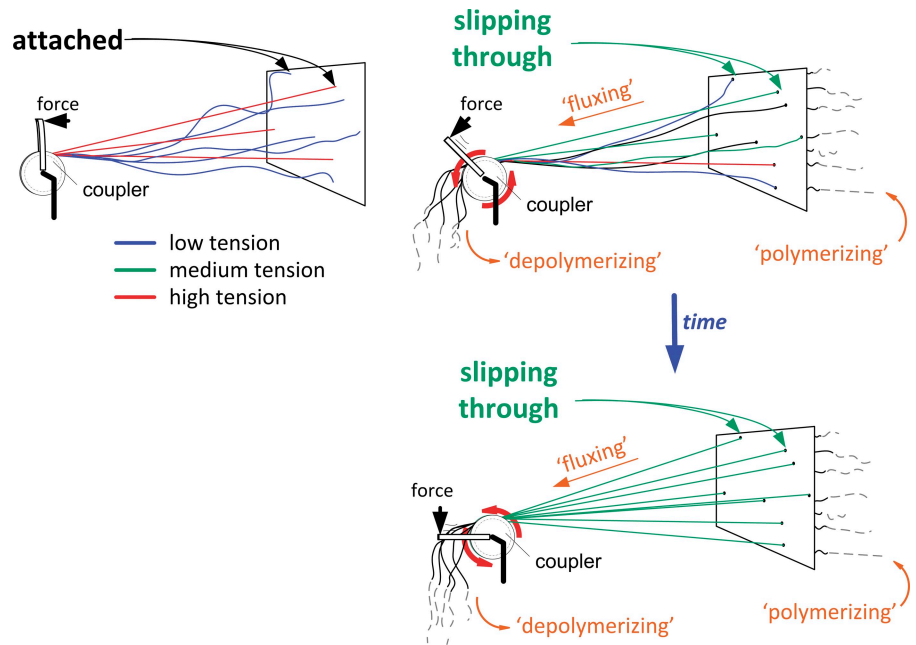 attached
force
coupler
low tension
medium tension
high tension
slipping
through
‘fluxing’
force
coupler
‘depolymerizing’
‘polymerizing’
time
slipping
through
‘fluxing’
force
coupler
‘depolymerizing’
‘polymerizing’